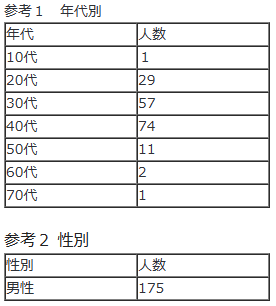 参考１　年代別
年代 人数
10代 1
20代 29
30代 57
40代 74
50代 11
60代 2
70代 1
参考２ 性別
性別 人数
男性 175